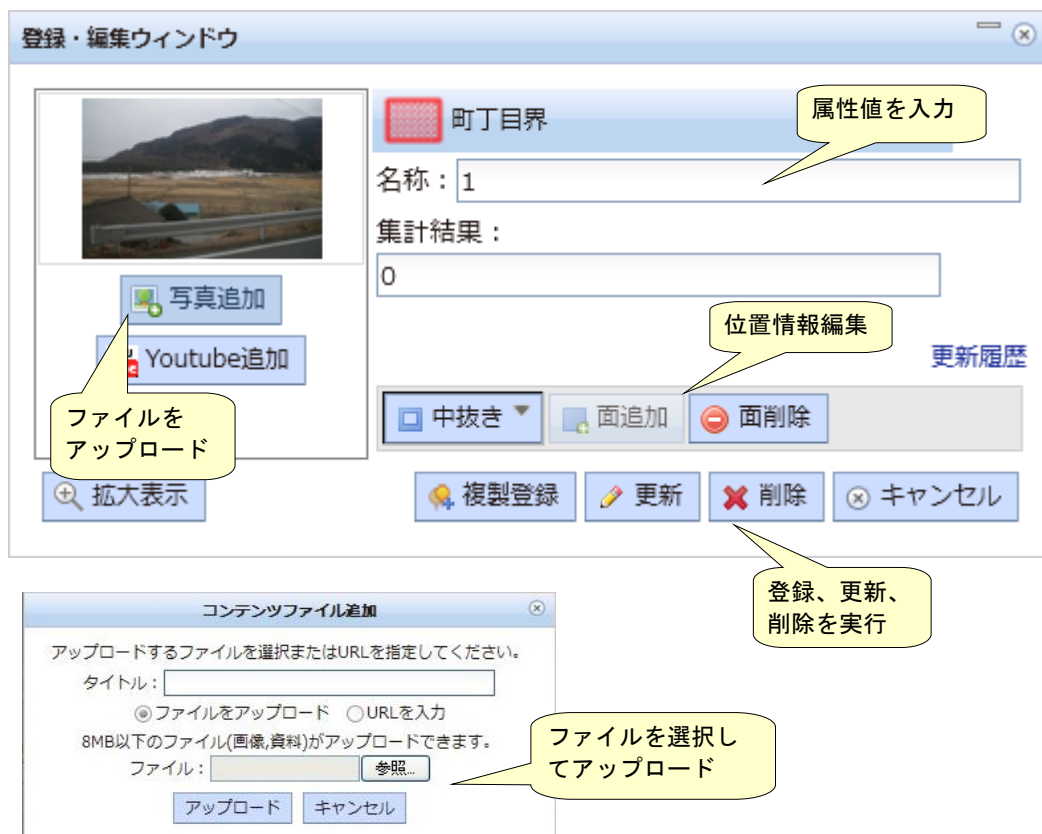 登録・編集ウィンドウ
町丁目界
属性値を入力
名称：1
集計結果：
0
写真追加
位置情報編集
Youtube追加
更新履歴
ファイルを
アップロード
中抜き
面追加
面削除
拡大表示
複製登録
更新
削除
キャンセル
登録、更新、
削除を実行
コンテンツファイル追加
アップロードするファイルを選択またはURLを指定してください。
タイトル：
ファイルをアップロード
URLを入力
8MB以下のファイル(画像,資料)がアップロードできます。
ファイル：
参照...
ファイルを選択し
てアップロード
アップロード
キャンセル